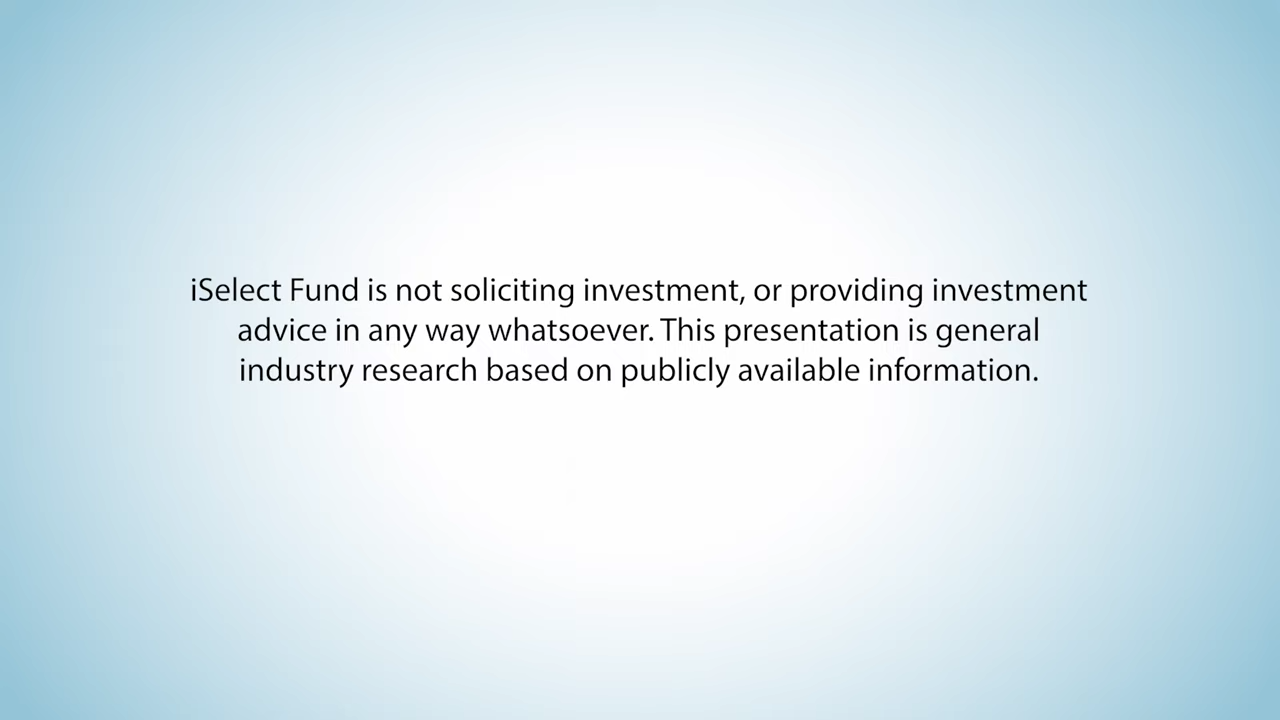 iSelect Fund is not soliciting investment, or providing investment
advice in any way whatsoever. This presentation is general
industry research based on publicly available information.